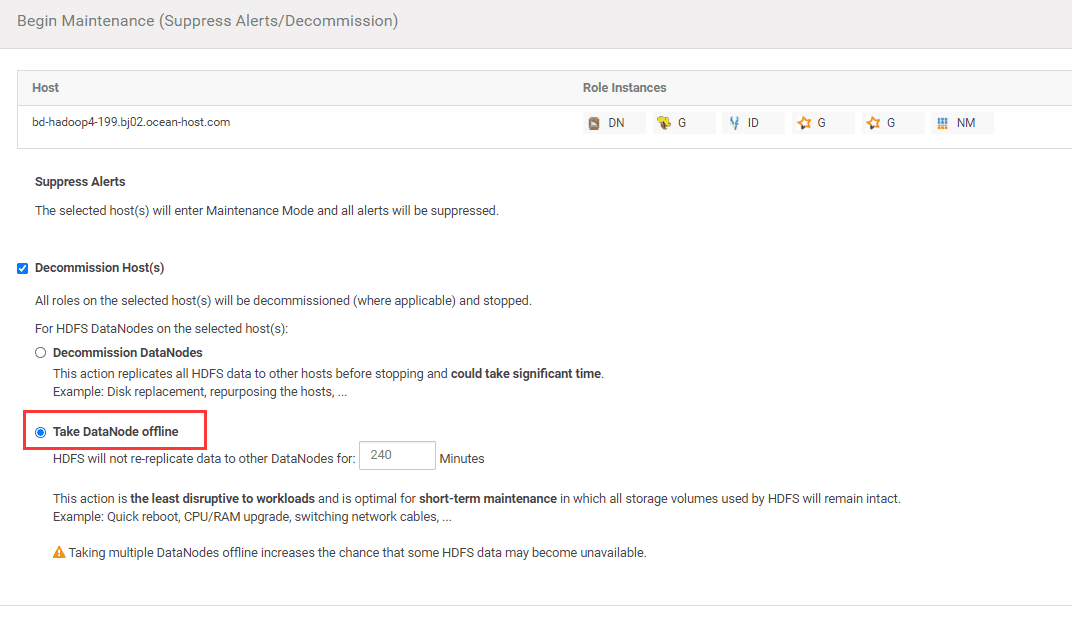 Begin Maintenance (Suppress Alerts/Decommission)
Host Role Instances
bd-hadoop4-199.bj02.ocean-host.com DN G ID G G NM
Suppress Alerts
The selected host(s) will enter Maintenance Mode and all alerts will be suppressed.
Decommission Host(s)
All roles on the selected host(s) will be decommissioned (where applicable) and stopped.
For HDFS DataNodes on the selected host(s):
Decommission DataNodes
This action replicates all HDFS data to other hosts before stopping and could take significant time.
Example: Disk replacement, repurposing the hosts, ...
Take DataNode offline
HDFS will not re-replicate data to other DataNodes for: 240 Minutes
This action is the least disruptive to workloads and is optimal for short-term maintenance in which all storage volumes used by HDFS will remain intact.
Example: Quick reboot, CPU/RAM upgrade, switching network cables, ...
Taking multiple DataNodes offline increases the chance that some HDFS data may become unavailable.